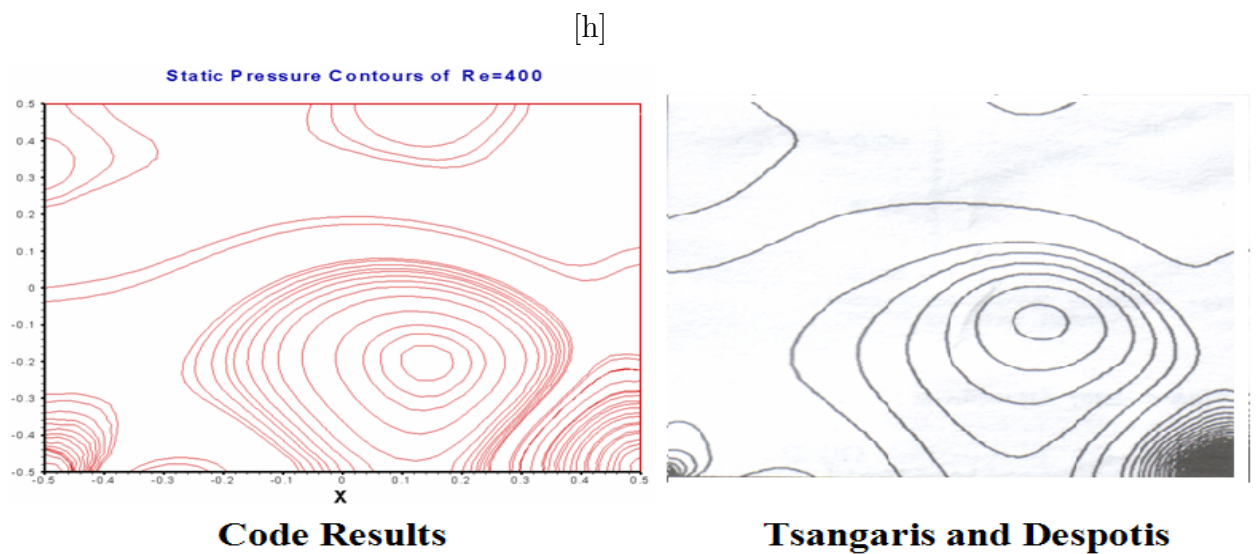 [h]
Static Pressure Contours of Re=400
0.5
0.4
0.3
0.2
0.1
0
-0.1
-0.2
-0.3
-0.4
-0.5
-0.5 -0.4 -0.3 -0.2 -0.1 0 0.1 0.2 0.3 0.4 0.5
X
Code Results
Tsangaris and Despotis